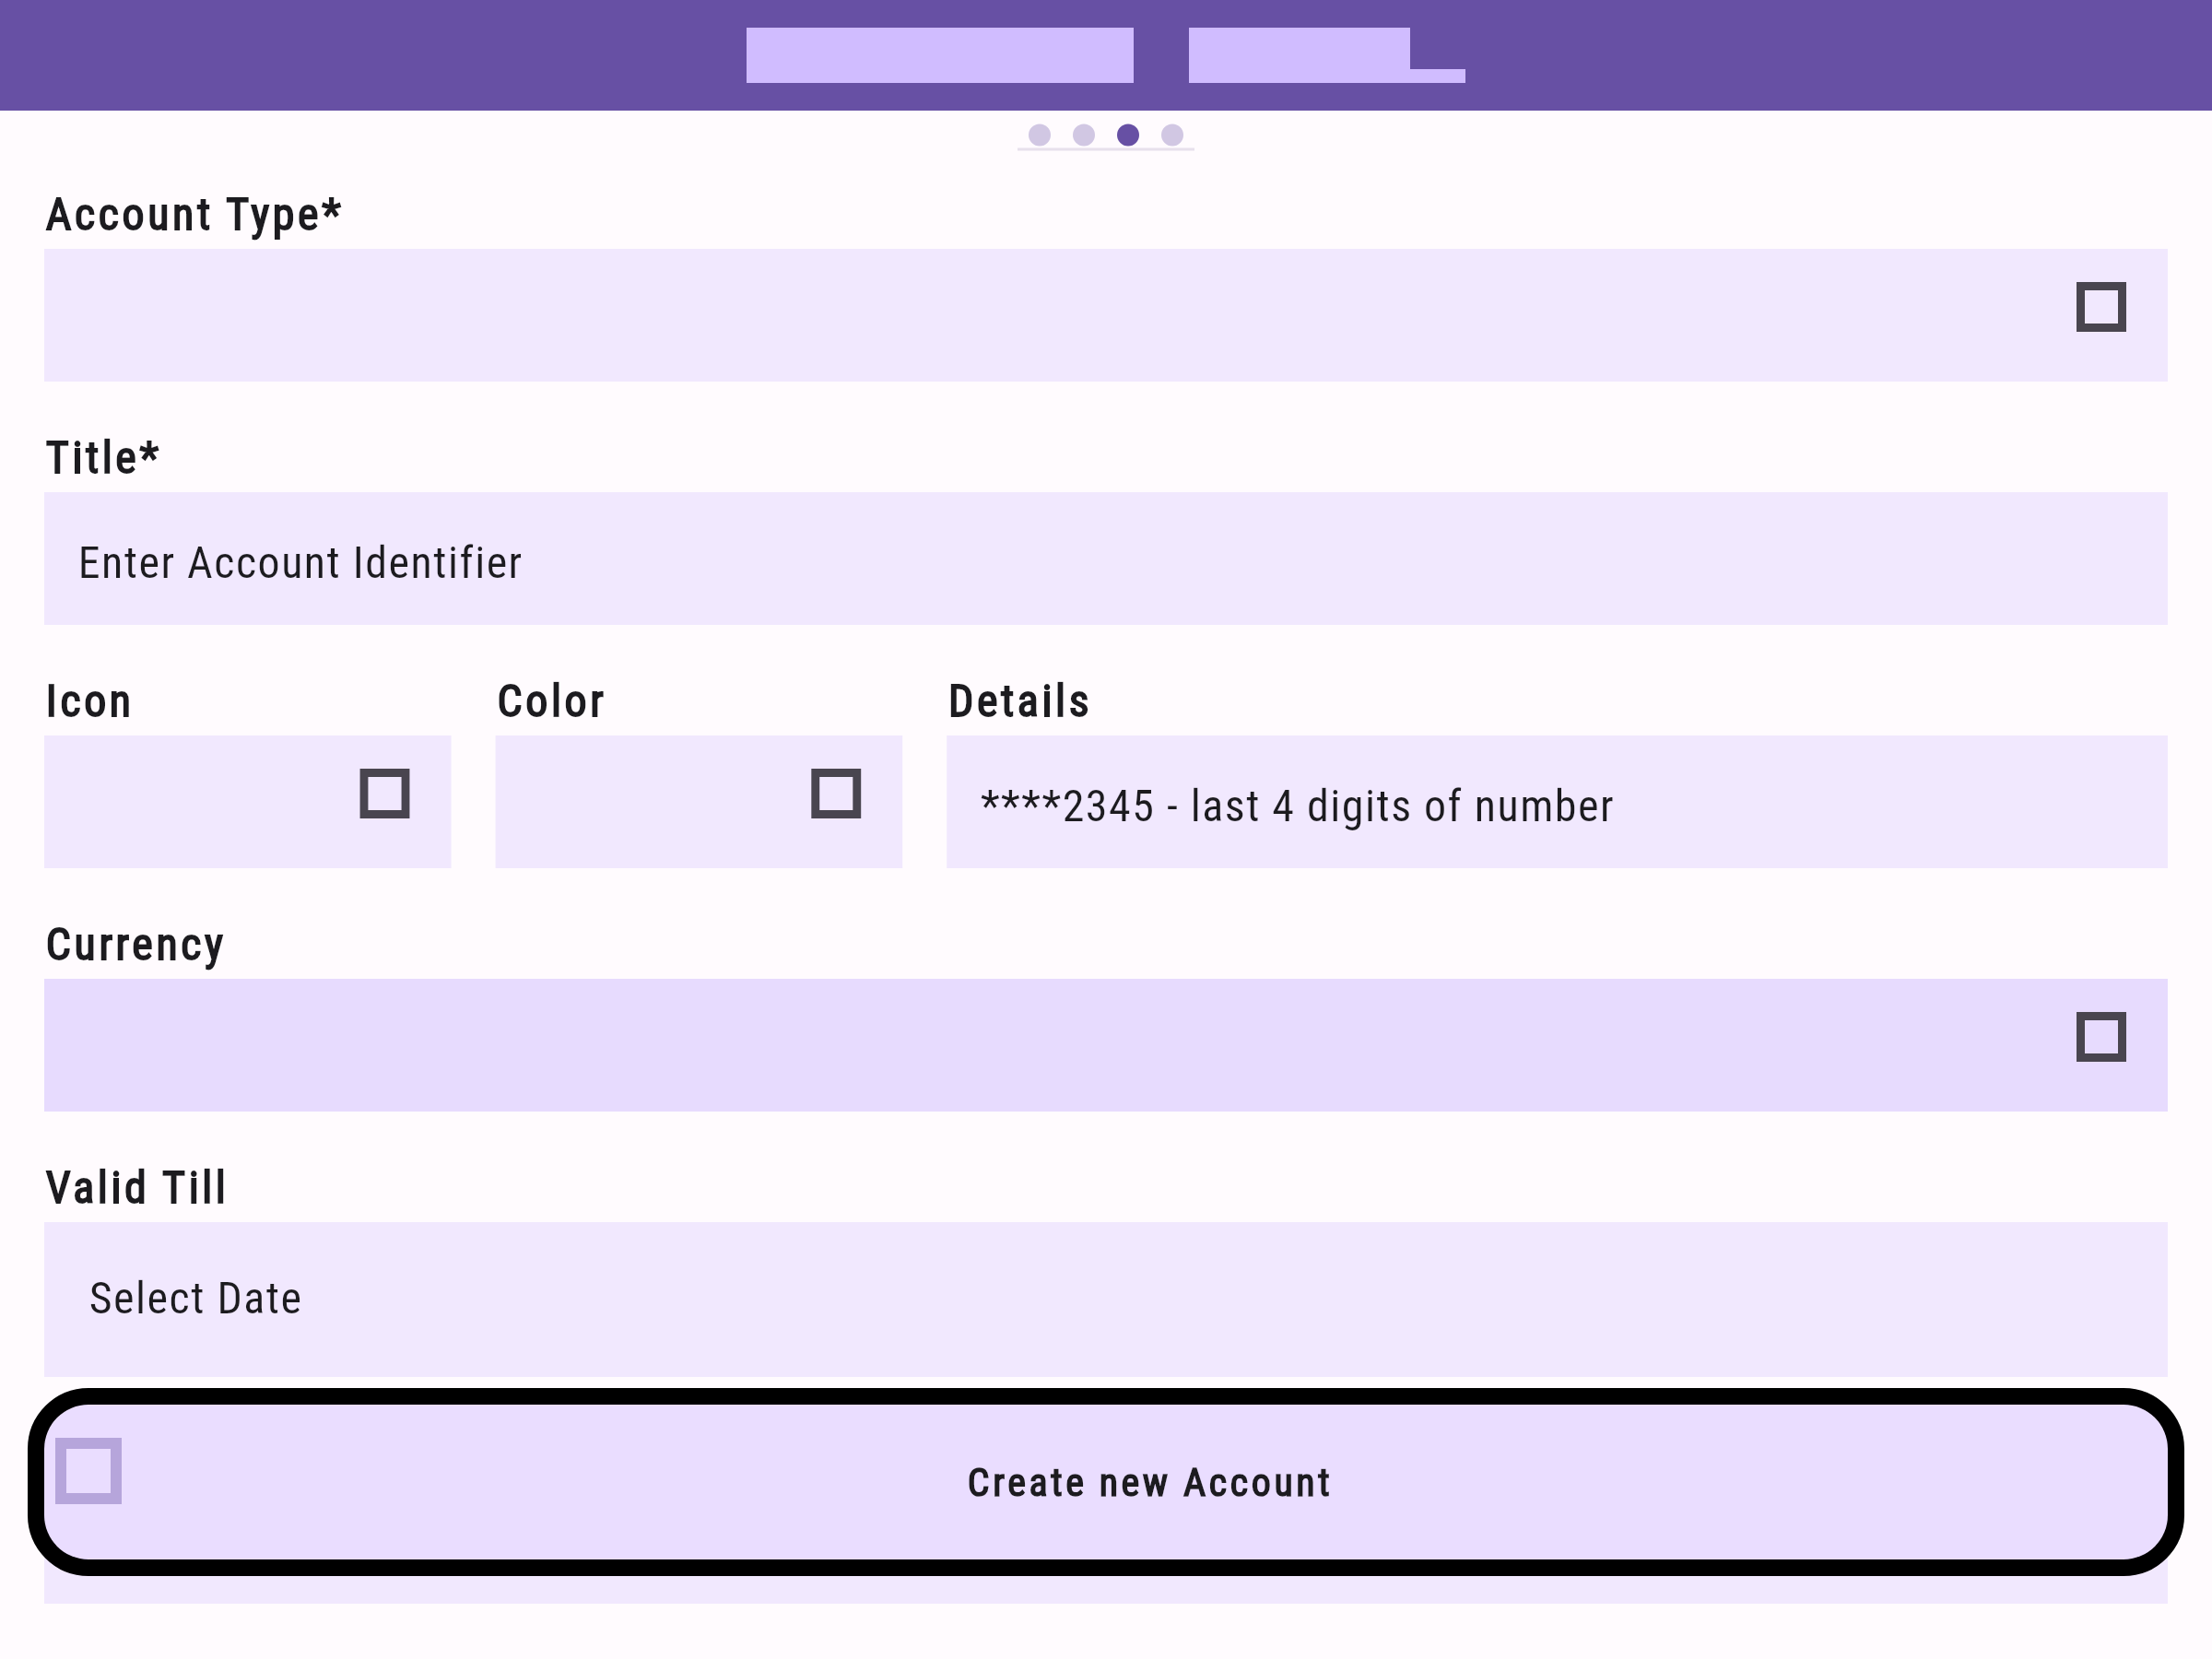 Account Type*
Title*
Enter Account Identifier
Icon Color Details
****2345 - last 4 digits of number
Currency
Valid Till
Select Date
Create new Account